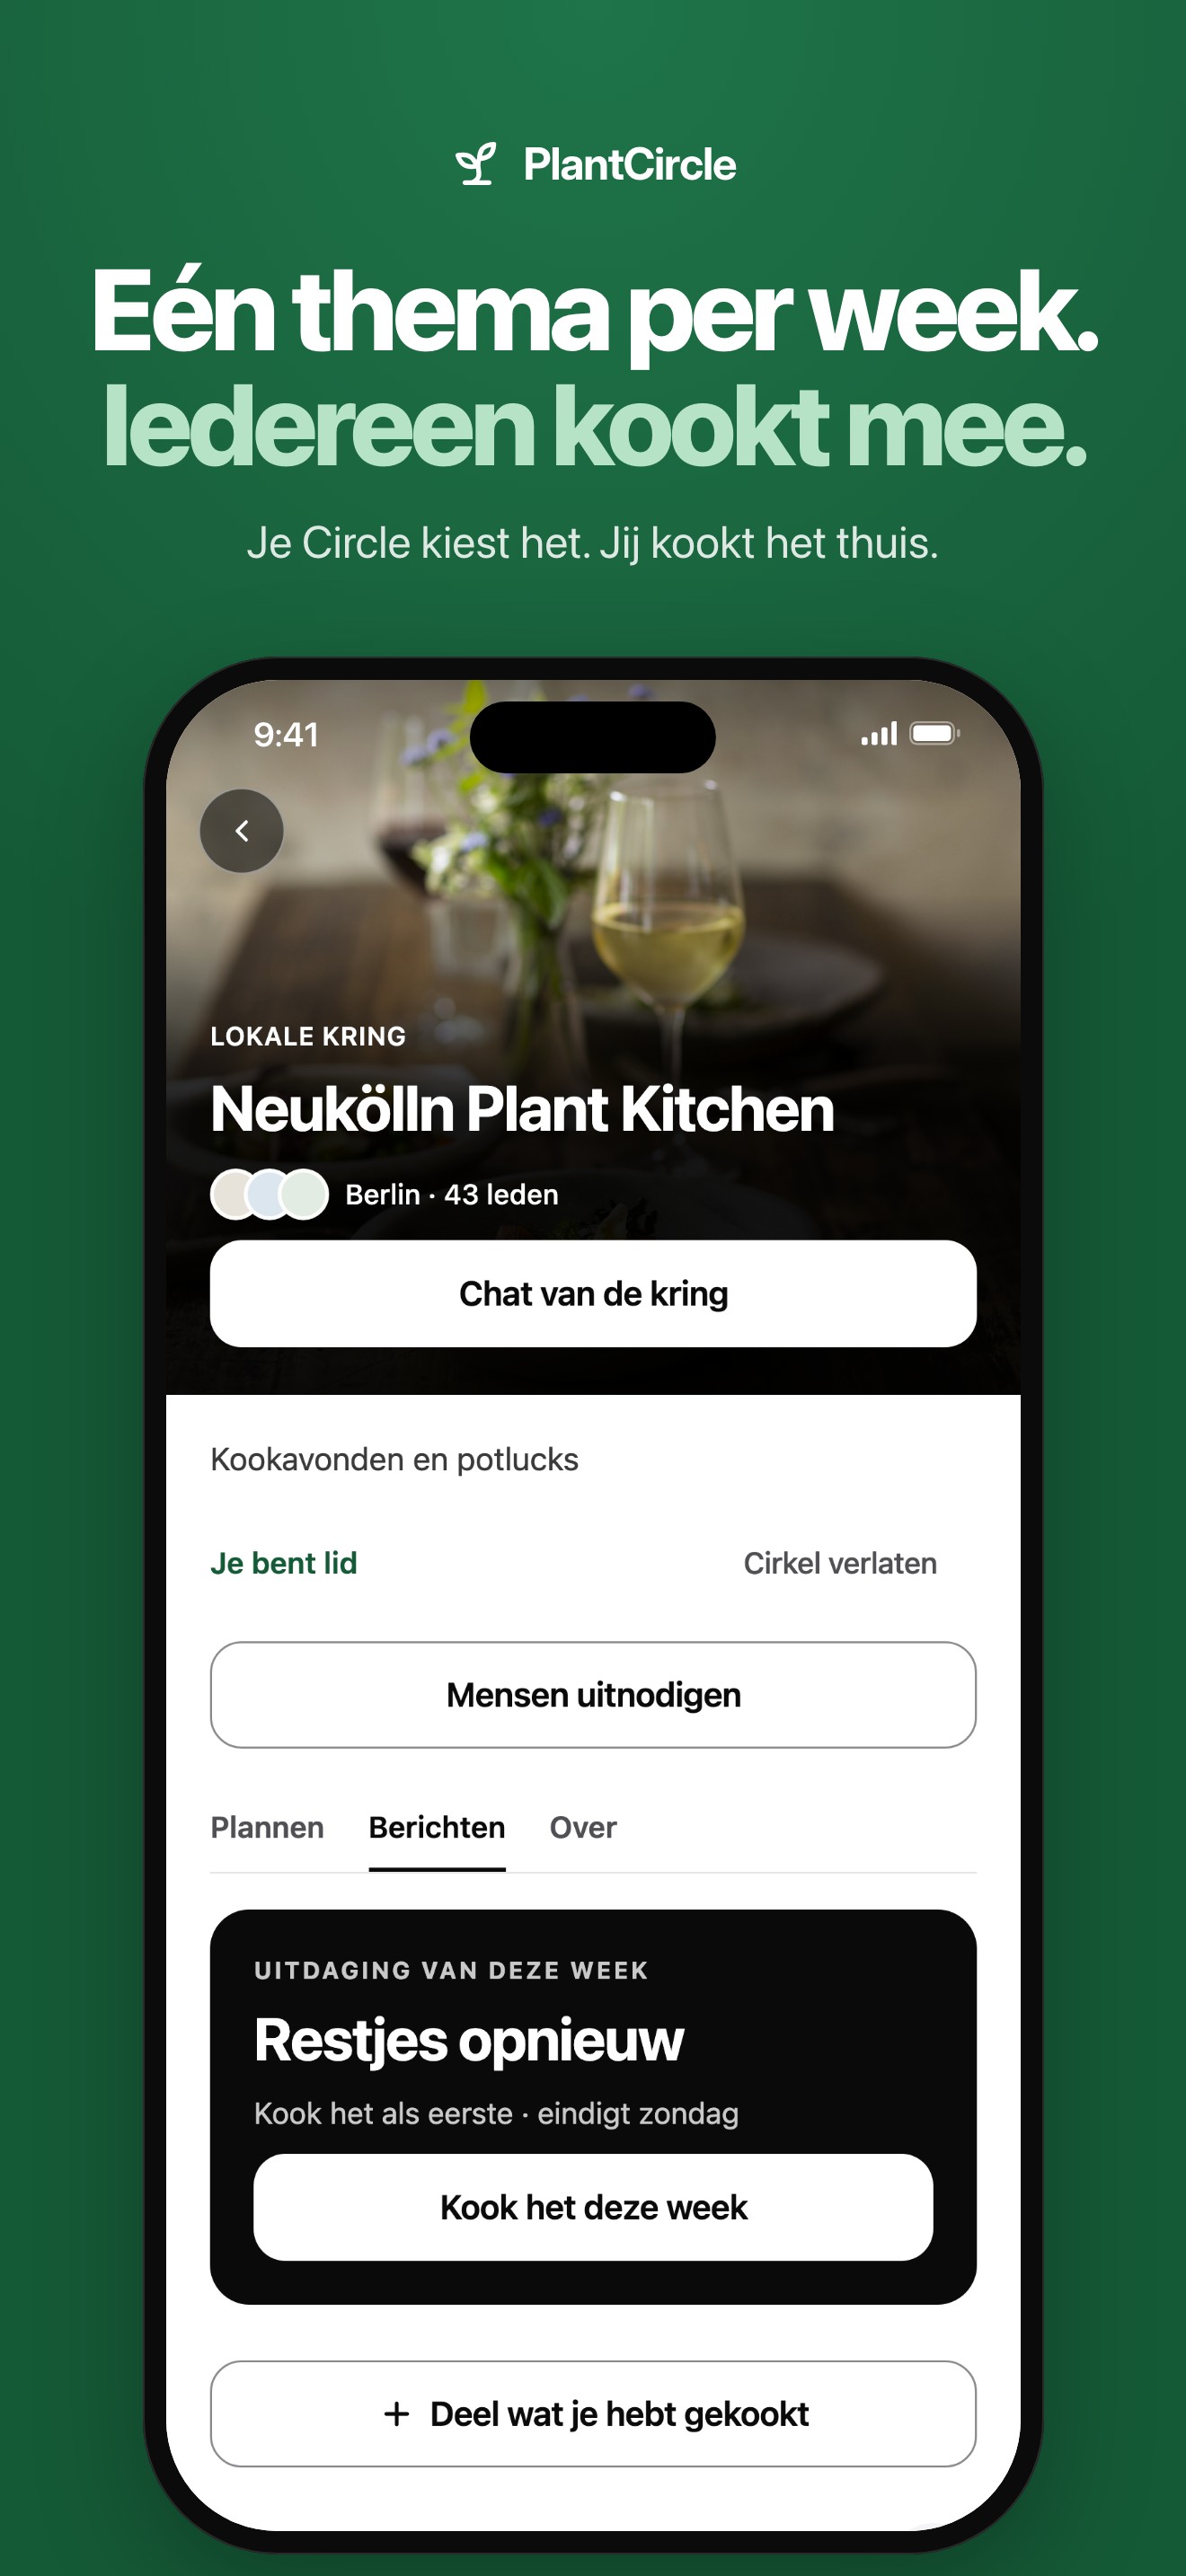 PlantCircle
Eén thema per week.
Iedereen kookt mee.
Je Circle kiest het. Jij kookt het thuis.
9:41
LOKALE KRING
Neukölln Plant Kitchen
Berlin · 43 leden
Chat van de kring
Kookavonden en potlucks
Je bent lid
Cirkel verlaten
Mensen uitnodigen
Plannen
Berichten
Over
UITDAGING VAN DEZE WEEK
Restjes opnieuw
Kook het als eerste · eindigt zondag
Kook het deze week
+ Deel wat je hebt gekookt